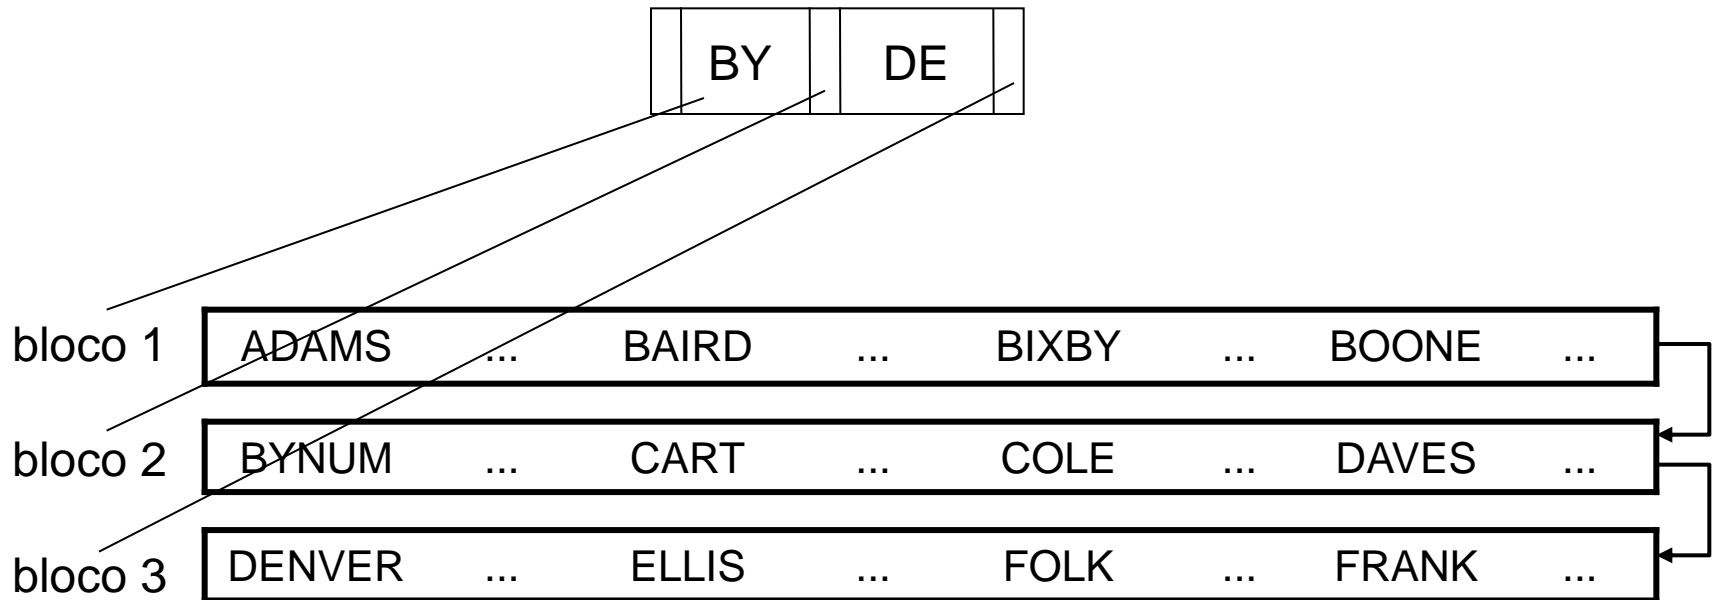 BY DE
bloco 1 ADAMS ... BAIRD ... BIXBY ... BOONE ...
bloco 2 BYNUM ... CART ... COLE ... DAVES ...
bloco 3 DENVER ... ELLIS ... FOLK ... FRANK ...